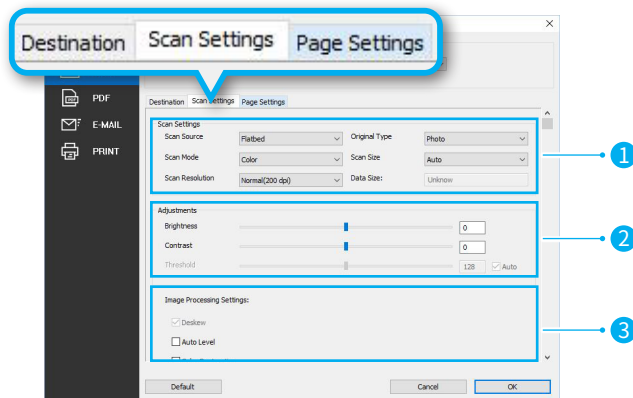 Destination Scan Settings Page Settings
PDF
E-MAIL
PRINT
Destination Scan Settings Page Settings
Scan Settings
Scan Source Flatbed Original Type Photo
Scan Mode Color Scan Size Auto
Scan Resolution Normal(200 dpi) Data Size: Unknow
1
Adjustments
Brightness 0
Contrast 0
Threshold 128 Auto
2
Image Processing Settings:
Deskew
Auto Level
3
Default Cancel OK